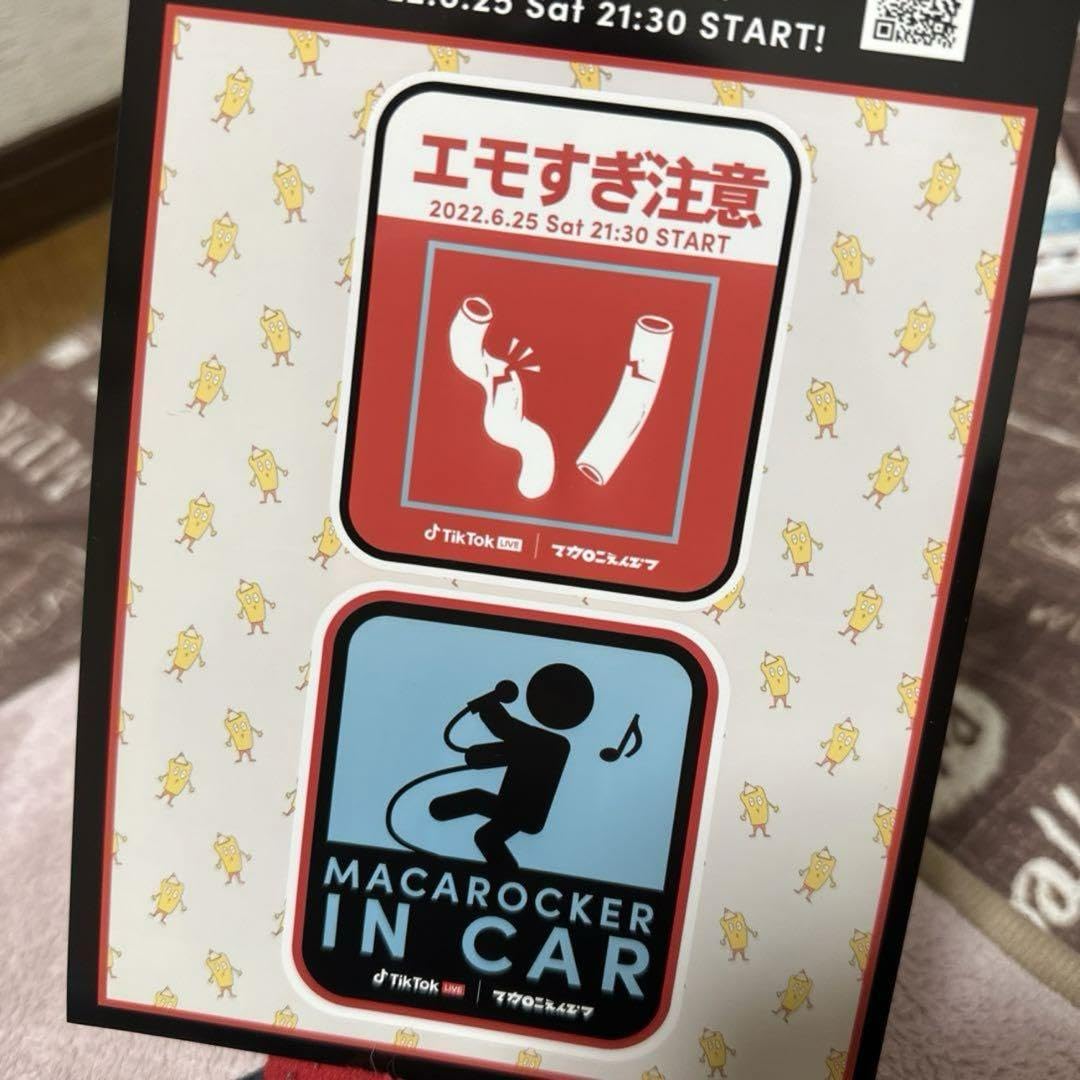 2.6.25 Sat 21:30 START!
エモすぎ注意
2022.6.25 Sat 21:30 START
TikTok LIVE | マカロニえんぴつ
MACAROCKER
IN CAR
TikTok LIVE | マカロニえんぴつ